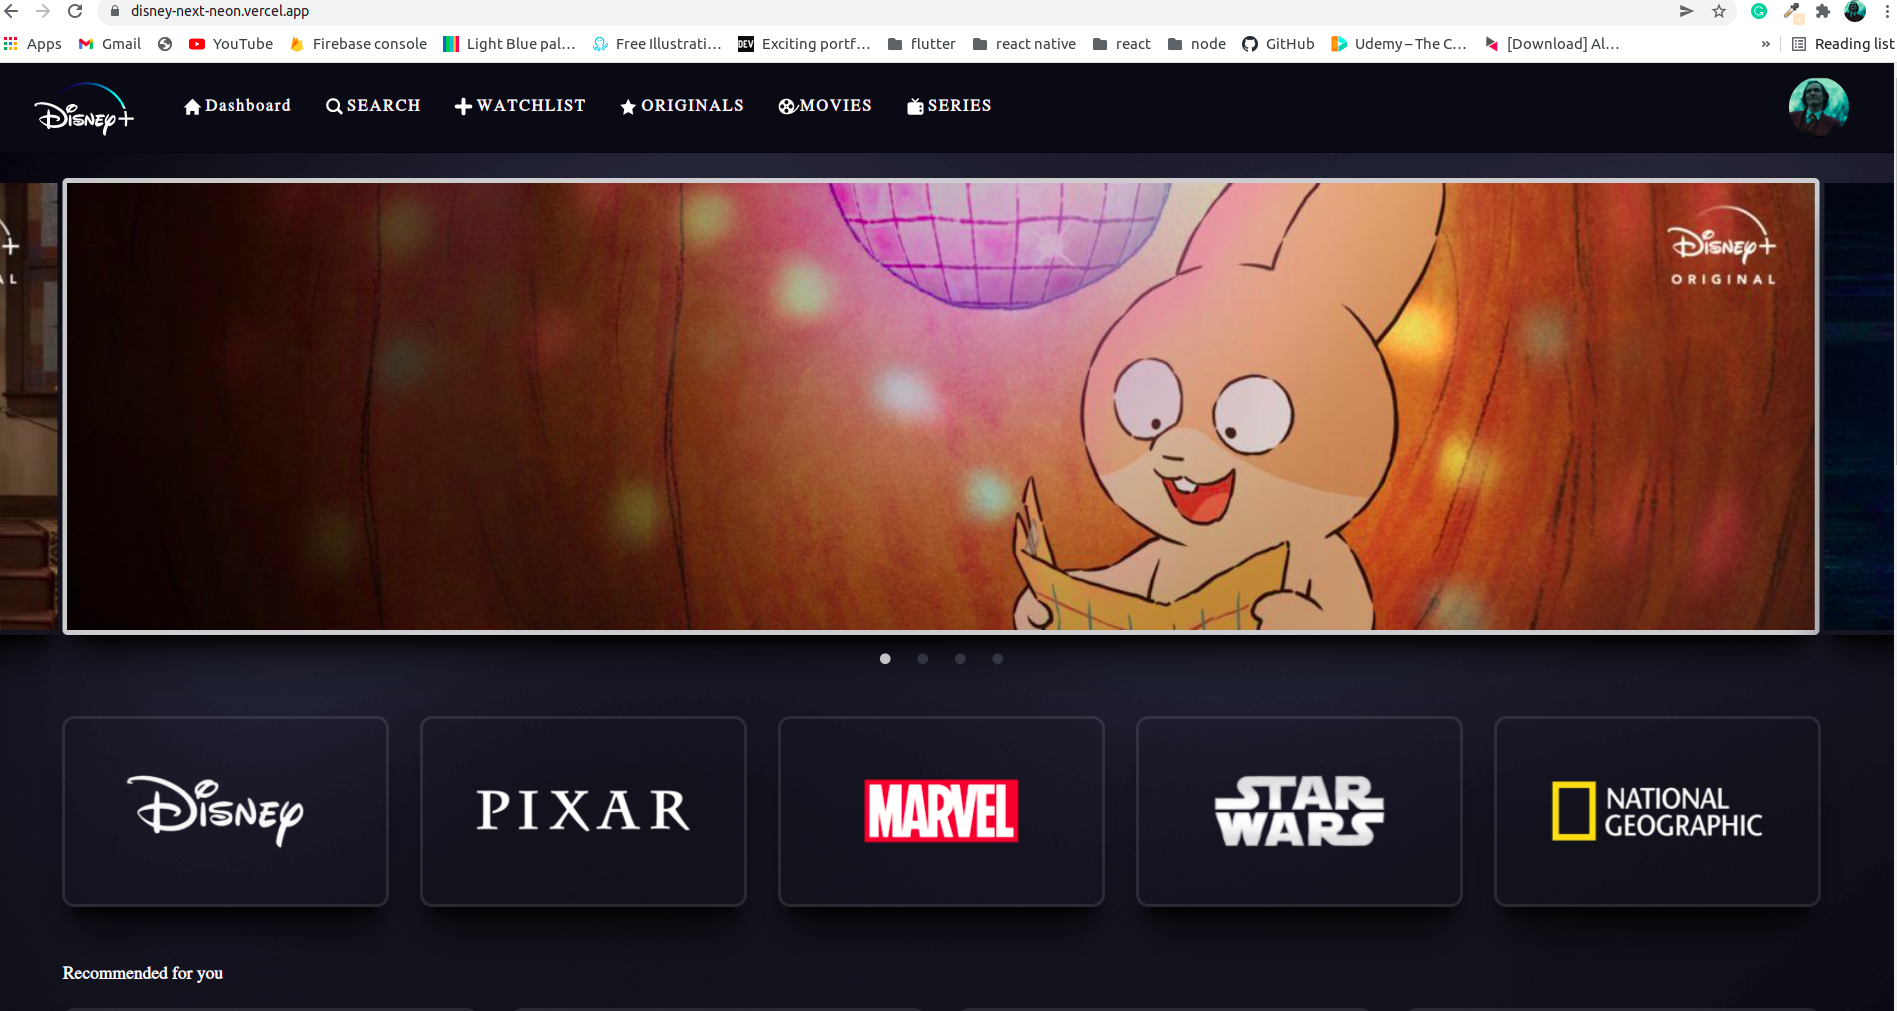 disney-next-neon.vercel.app
Apps Gmail YouTube Firebase console Light Blue pal... Free Illustrati... DEV Exciting portf... flutter react native react node GitHub Udemy – The C... [Download] Al... » Reading list
Disney+ Dashboard SEARCH WATCHLIST ORIGINALS MOVIES SERIES
+
L
Disney+
ORIGINAL
Disney
PIXAR
MARVEL
STAR
WARS
NATIONAL
GEOGRAPHIC
Recommended for you